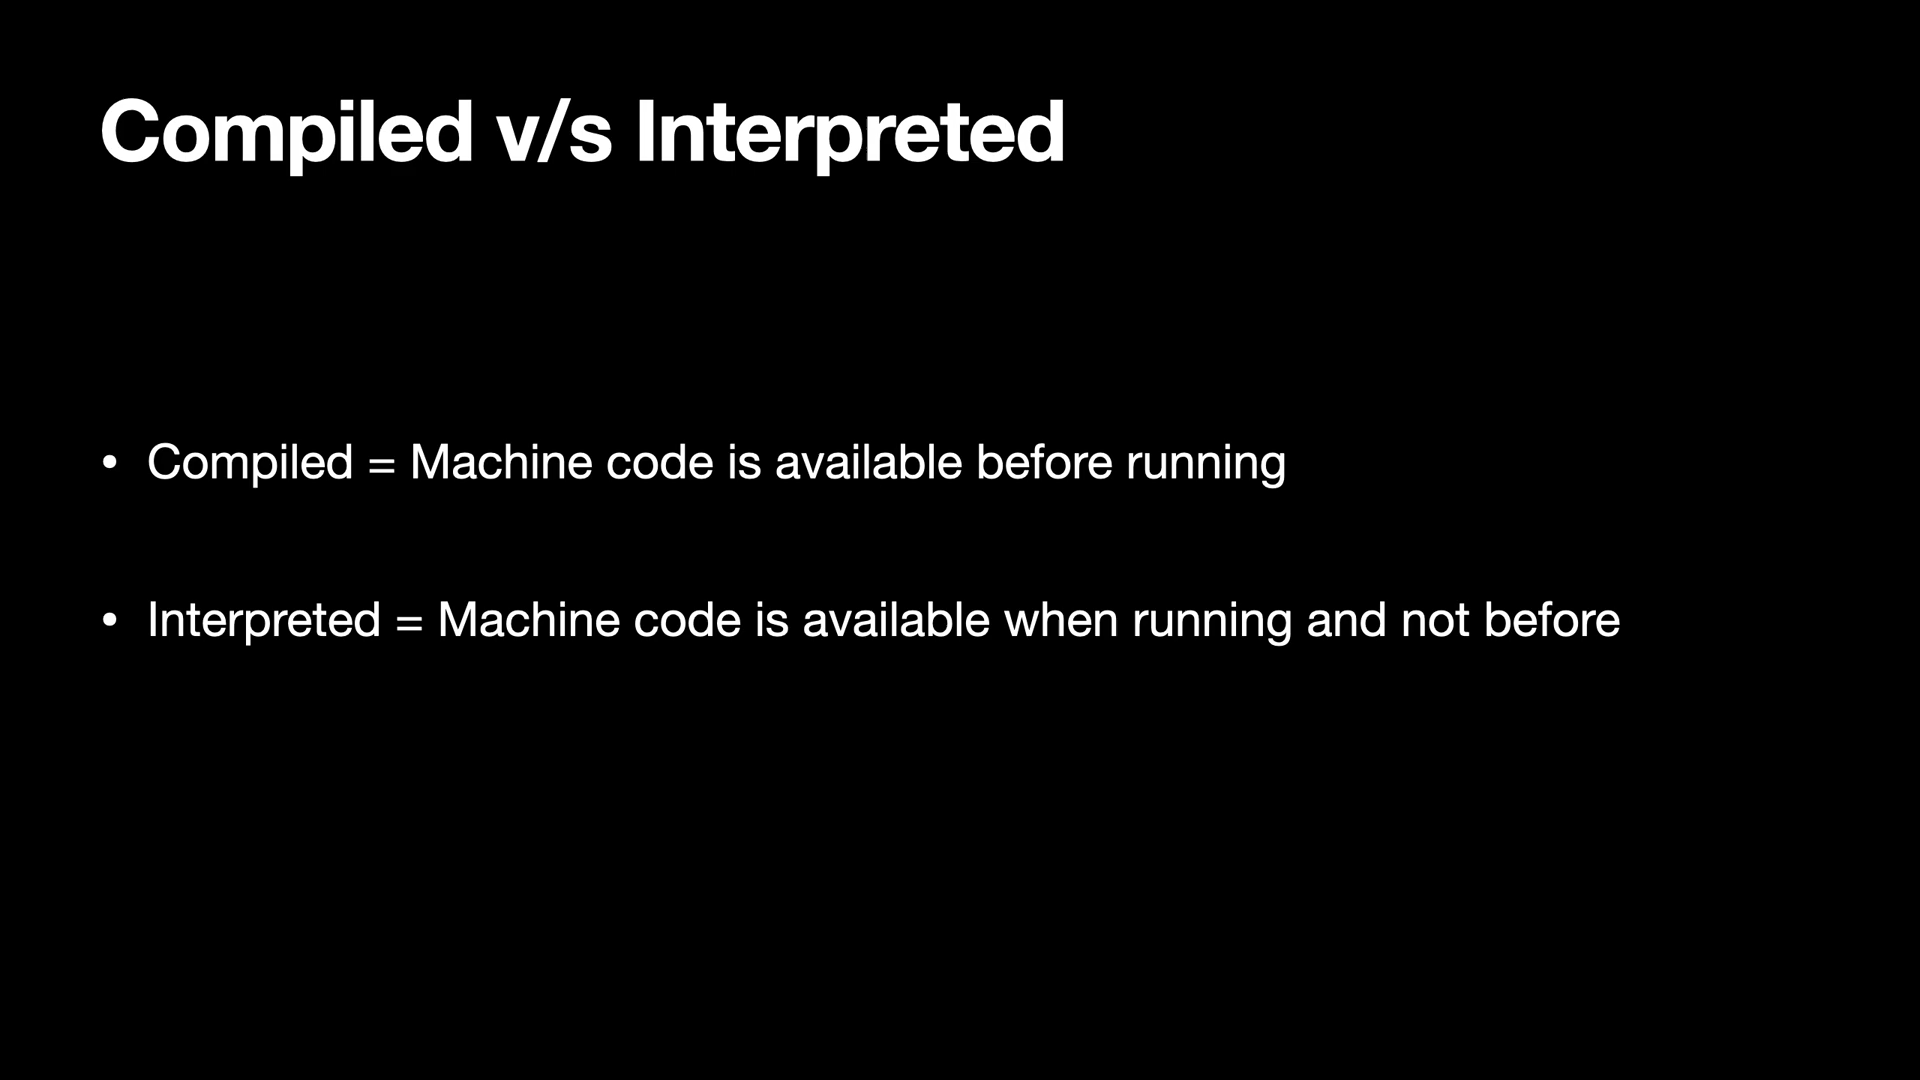 Compiled v/s Interpreted
• Compiled = Machine code is available before running
• Interpreted = Machine code is available when running and not before